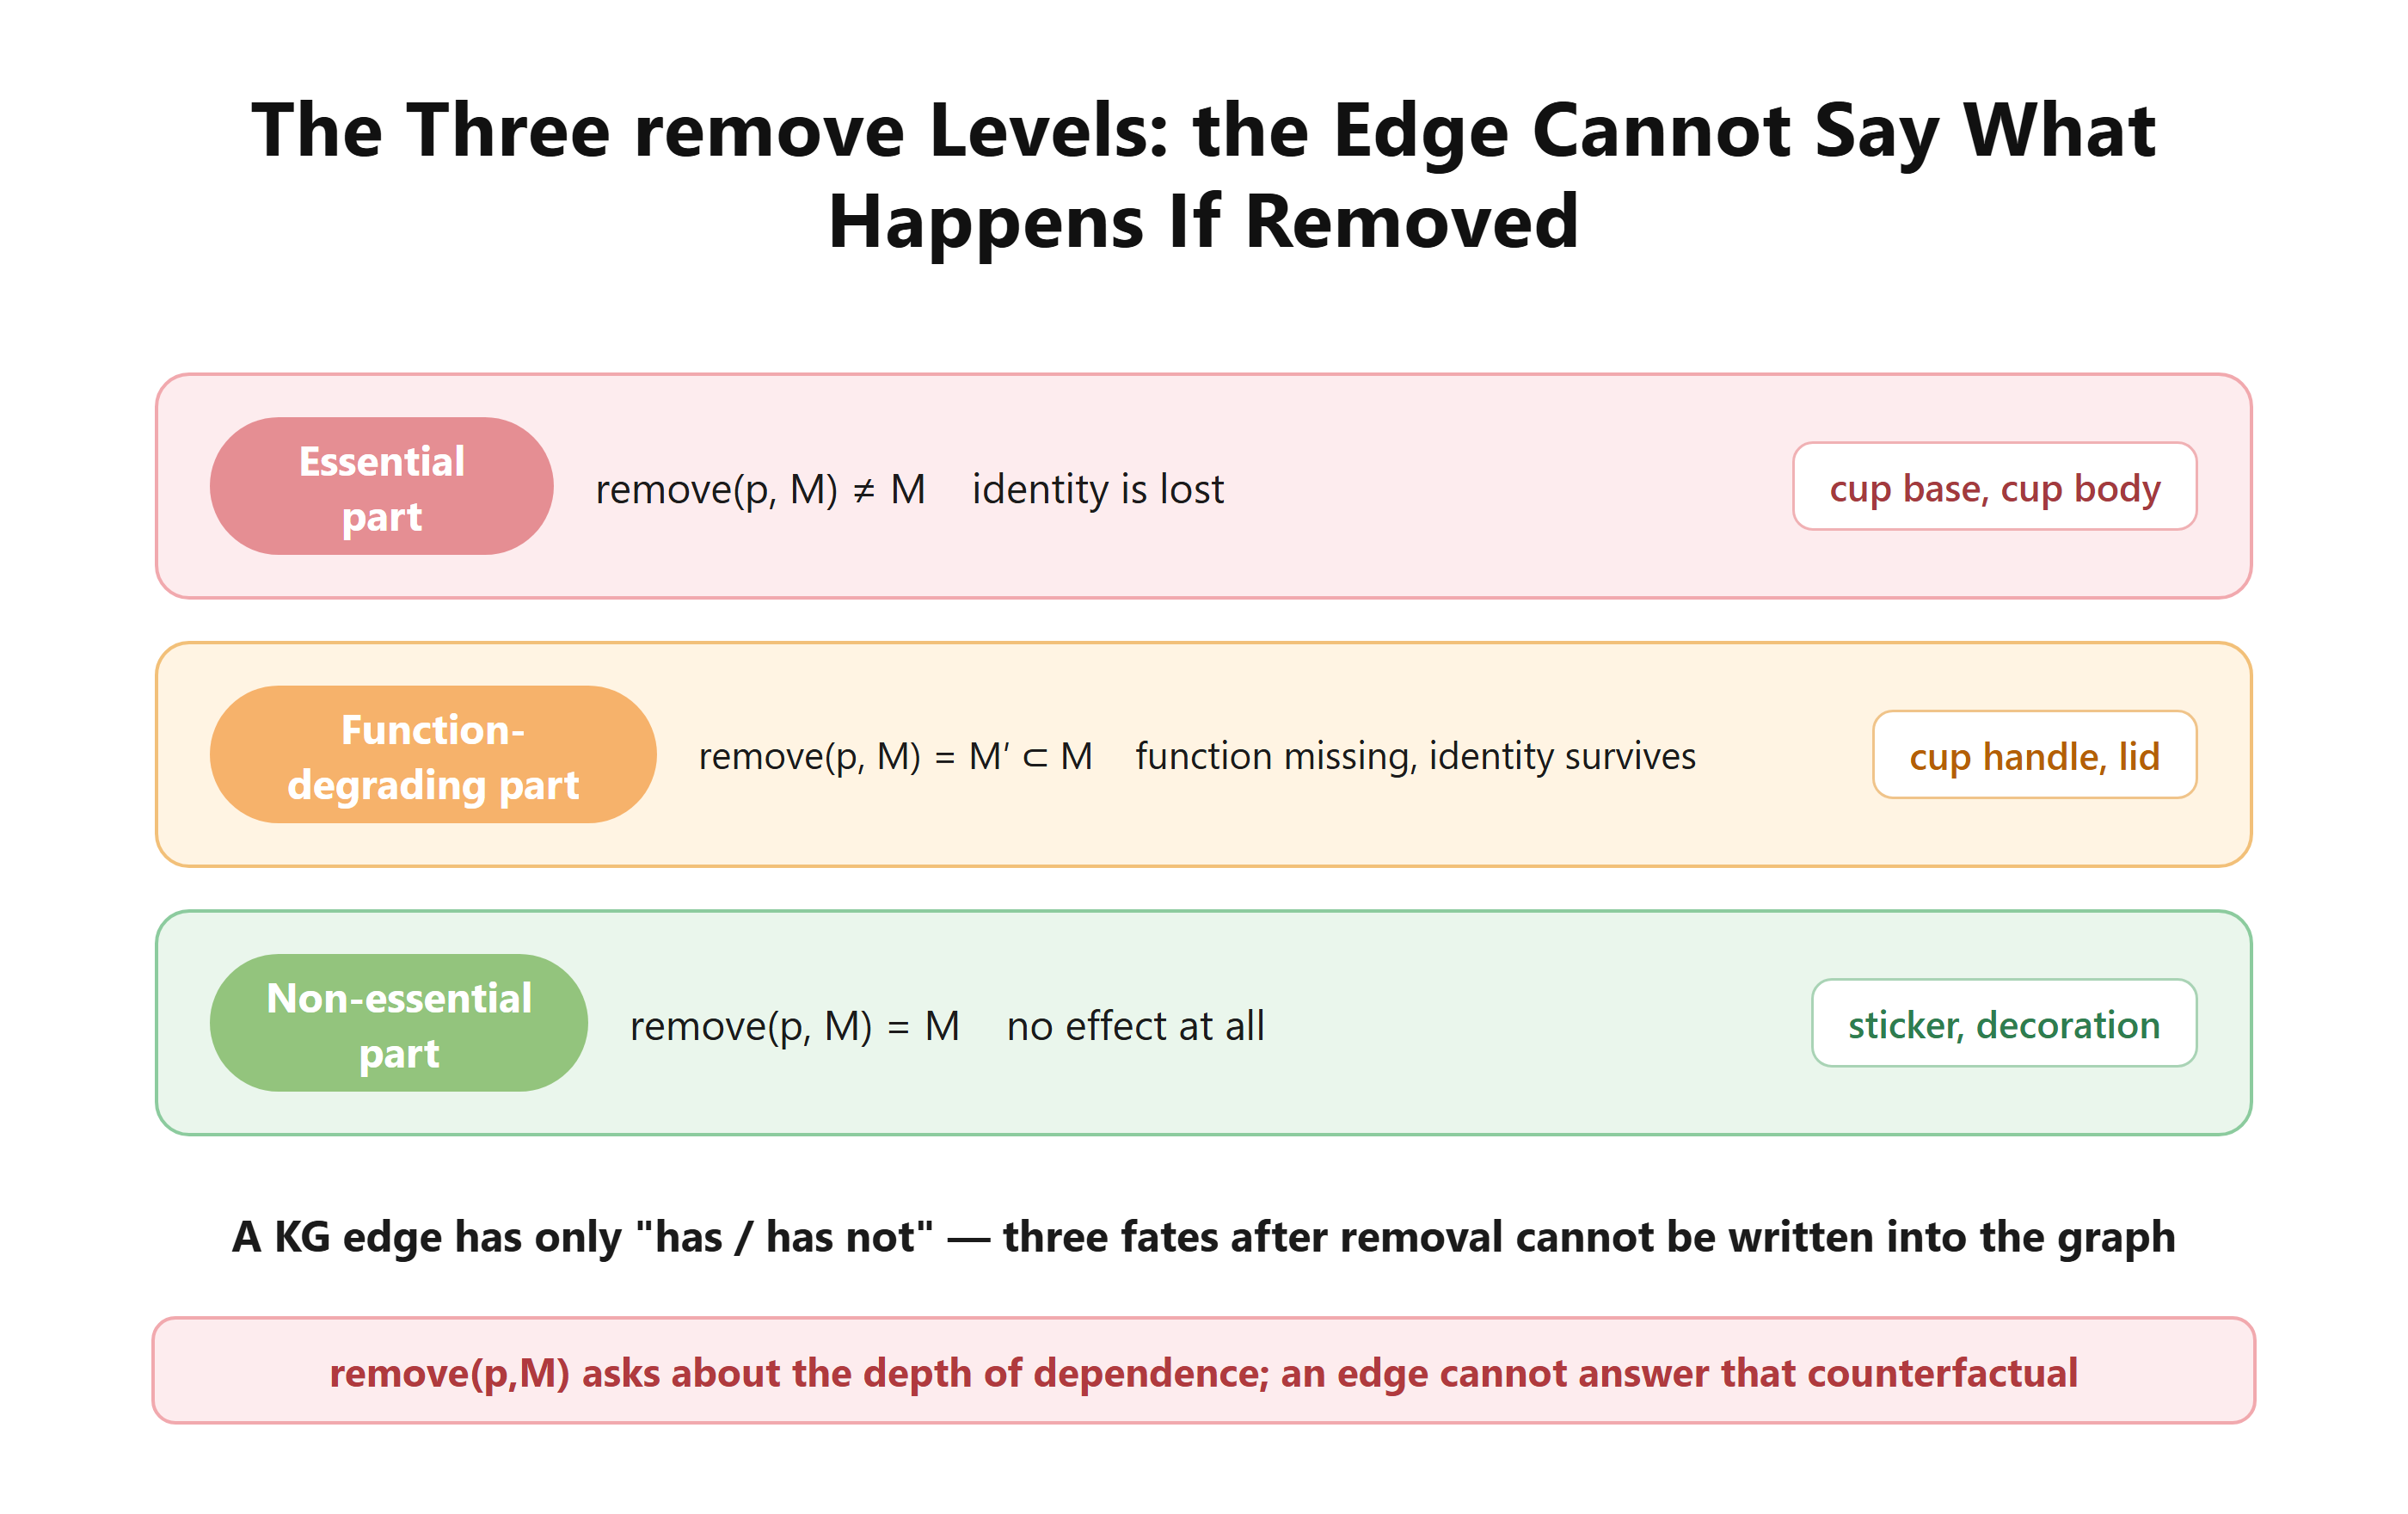 The Three remove Levels: the Edge Cannot Say What
Happens If Removed
Essential
part
remove(p, M) ≠ M identity is lost
cup base, cup body
Function-
degrading part
remove(p, M) = M′ ⊂ M function missing, identity survives
cup handle, lid
Non-essential
part
remove(p, M) = M no effect at all
sticker, decoration
A KG edge has only "has / has not" — three fates after removal cannot be written into the graph
remove(p,M) asks about the depth of dependence; an edge cannot answer that counterfactual